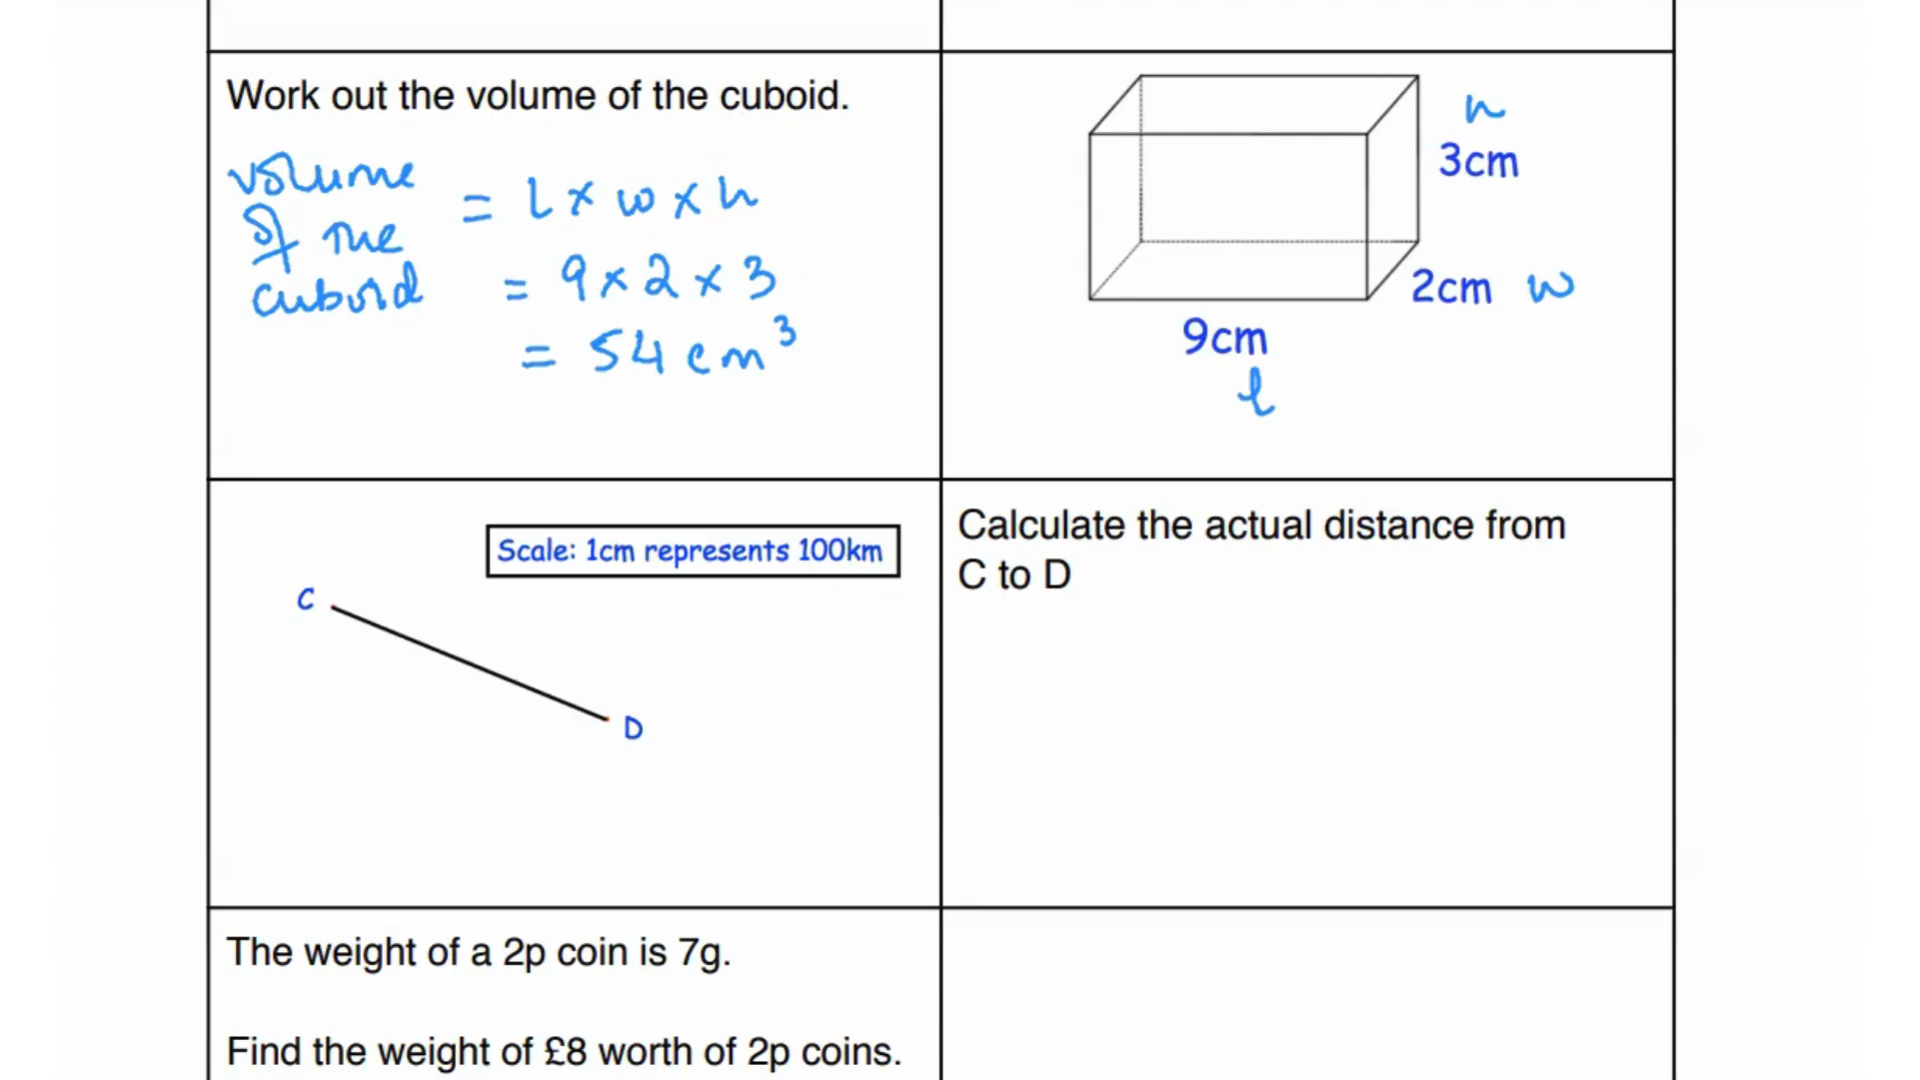 Work out the volume of the cuboid.
volume
of the
cuboid
= l × w × h
= 9 × 2 × 3
= 54 cm³
h
3cm
2cm w
9cm
l
Scale: 1cm represents 100km
C
D
Calculate the actual distance from
C to D
The weight of a 2p coin is 7g.
Find the weight of £8 worth of 2p coins.